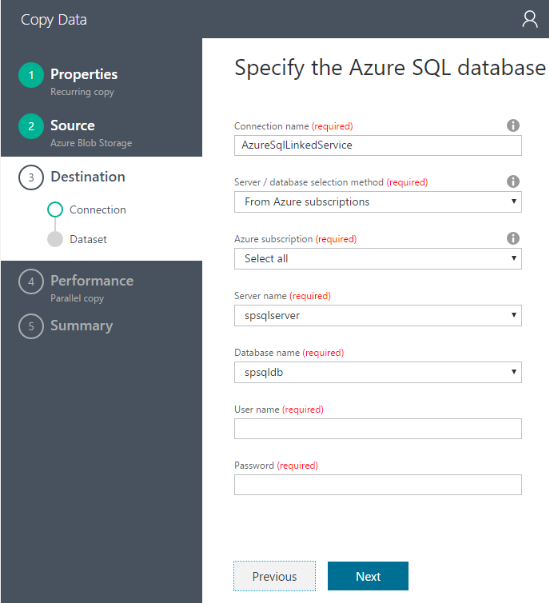 Copy Data
1 Properties
Recurring copy
2 Source
Azure Blob Storage
3 Destination
Connection
Dataset
4 Performance
Parallel copy
5 Summary
Specify the Azure SQL database
Connection name (required)
AzureSqlLinkedService
Server / database selection method (required)
From Azure subscriptions
Azure subscription (required)
Select all
Server name (required)
spsqlserver
Database name (required)
spsqldb
User name (required)
Password (required)
Previous
Next